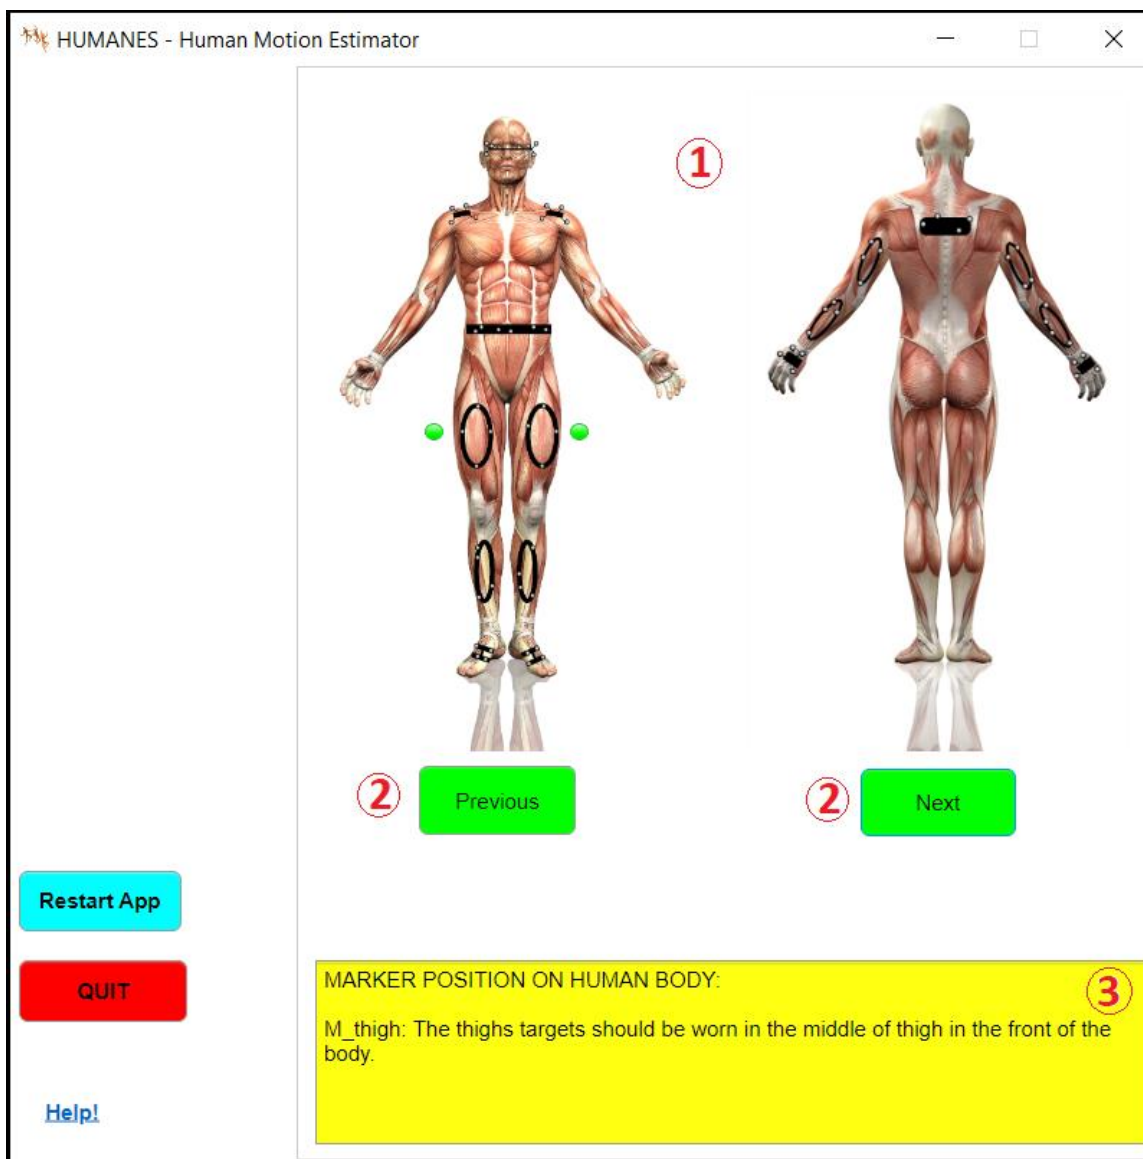 HUMANES - Human Motion Estimator
1
2
Previous
2
Next
Restart App
QUIT
Help!
MARKER POSITION ON HUMAN BODY:
3
M_thigh: The thighs targets should be worn in the middle of thigh in the front of the
body.